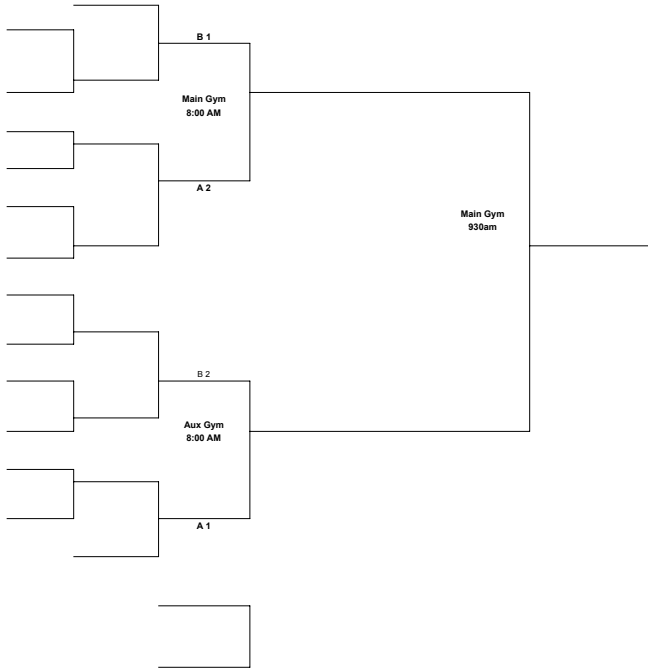 B 1
Main Gym
8:00 AM
A 2
Main Gym
930am
B 2
Aux Gym
8:00 AM
A 1